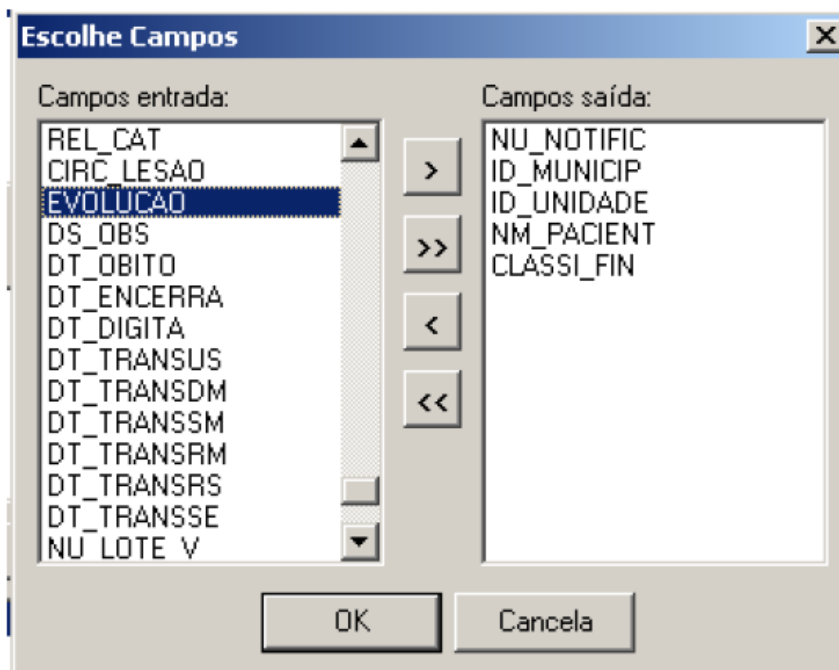 Escolhe Campos
Campos entrada:
REL_CAT
CIRC_LESAO
EVOLUCAO
DS_OBS
DT_OBITO
DT_ENCERRA
DT_DIGITA
DT_TRANSUS
DT_TRANSDM
DT_TRANSSM
DT_TRANSRM
DT_TRANSRS
DT_TRANSSE
NU_LOTE_V
>
>>
<
<<
Campos saída:
NU_NOTIFIC
ID_MUNICIP
ID_UNIDADE
NM_PACIENT
CLASSI_FIN
OK
Cancela